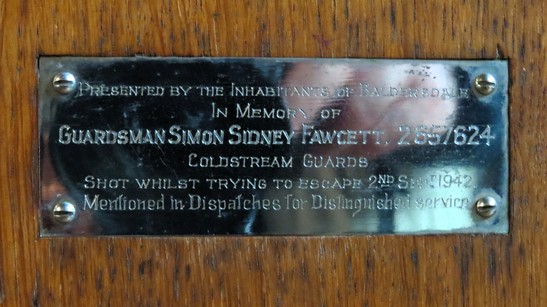 Presented by the Inhabitants of Baldersdale
In Memory of
Guardsman Simon Sidney Fawcett. 2657624
Coldstream Guards
Shot whilst trying to escape 2ND Sept. 1942
Mentioned in Dispatches for Distinguished service